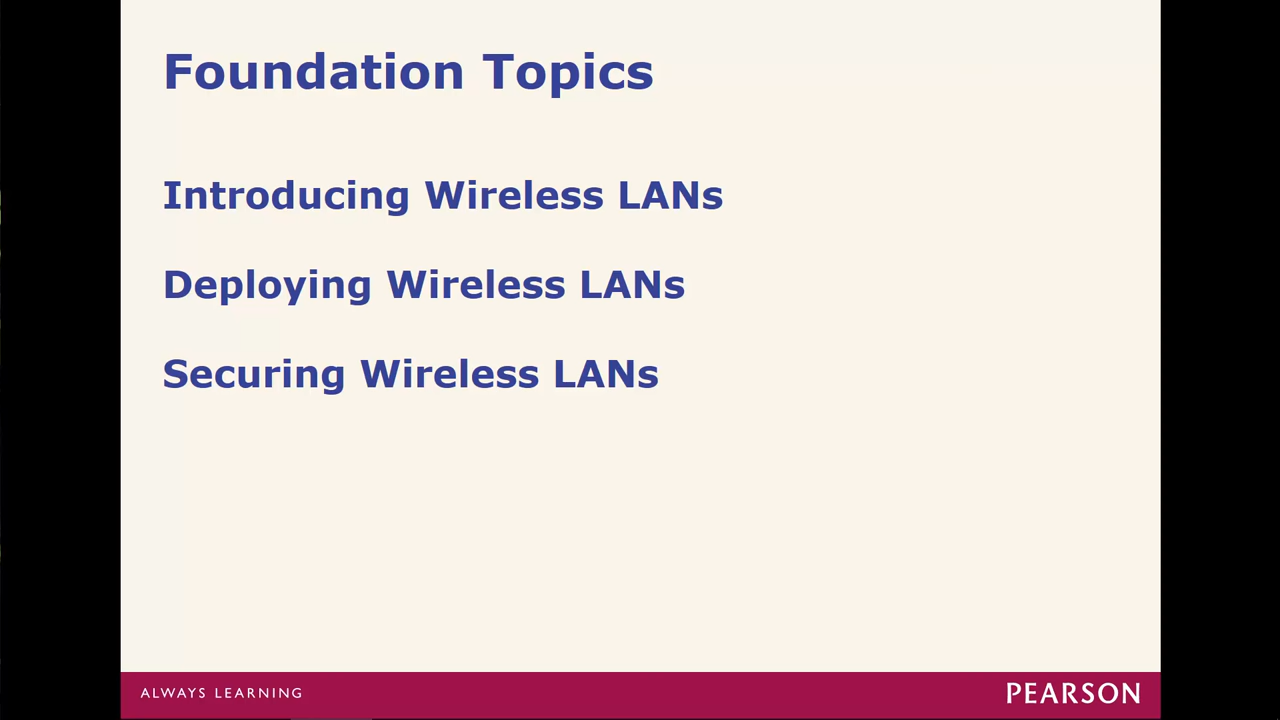 Foundation Topics
Introducing Wireless LANs
Deploying Wireless LANs
Securing Wireless LANs
ALWAYS LEARNING
PEARSON